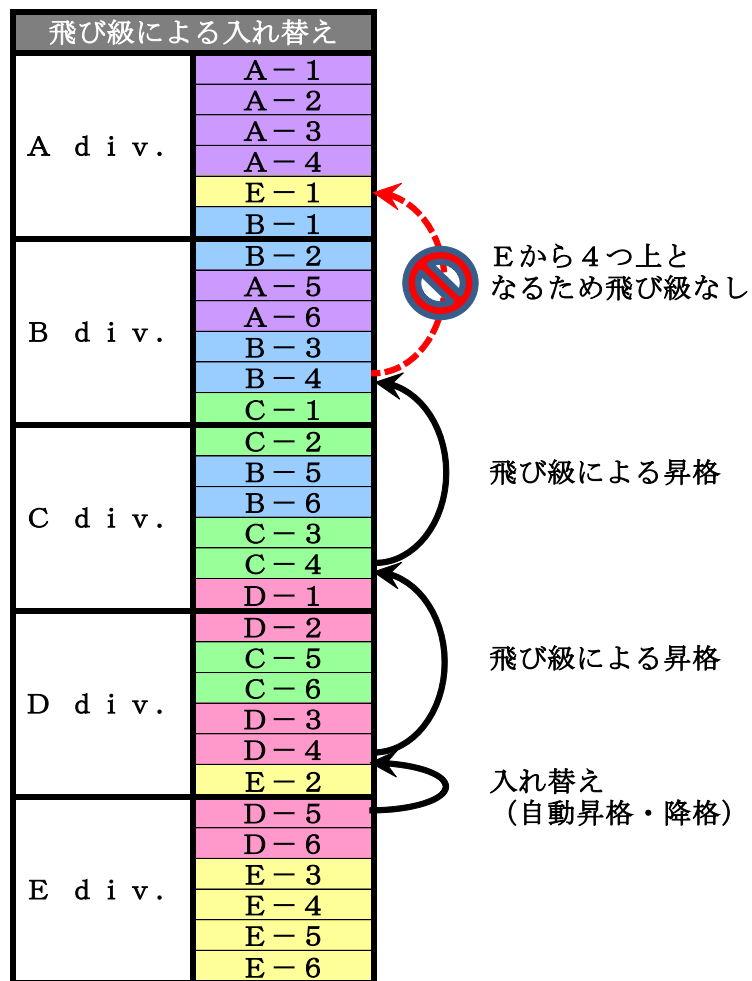 飛び級による入れ替え
Ａ ｄｉｖ．
Ａ－１
Ａ－２
Ａ－３
Ａ－４
Ｅ－１
Ｂ－１
Ｂ ｄｉｖ．
Ｂ－２
Ａ－５
Ａ－６
Ｂ－３
Ｂ－４
Ｃ－１
Ｃ ｄｉｖ．
Ｃ－２
Ｂ－５
Ｂ－６
Ｃ－３
Ｃ－４
Ｄ－１
Ｄ ｄｉｖ．
Ｄ－２
Ｃ－５
Ｃ－６
Ｄ－３
Ｄ－４
Ｅ－２
Ｅ ｄｉｖ．
Ｄ－５
Ｄ－６
Ｅ－３
Ｅ－４
Ｅ－５
Ｅ－６
Ｅから４つ上と
なるため飛び級なし
飛び級による昇格
飛び級による昇格
入れ替え
（自動昇格・降格）